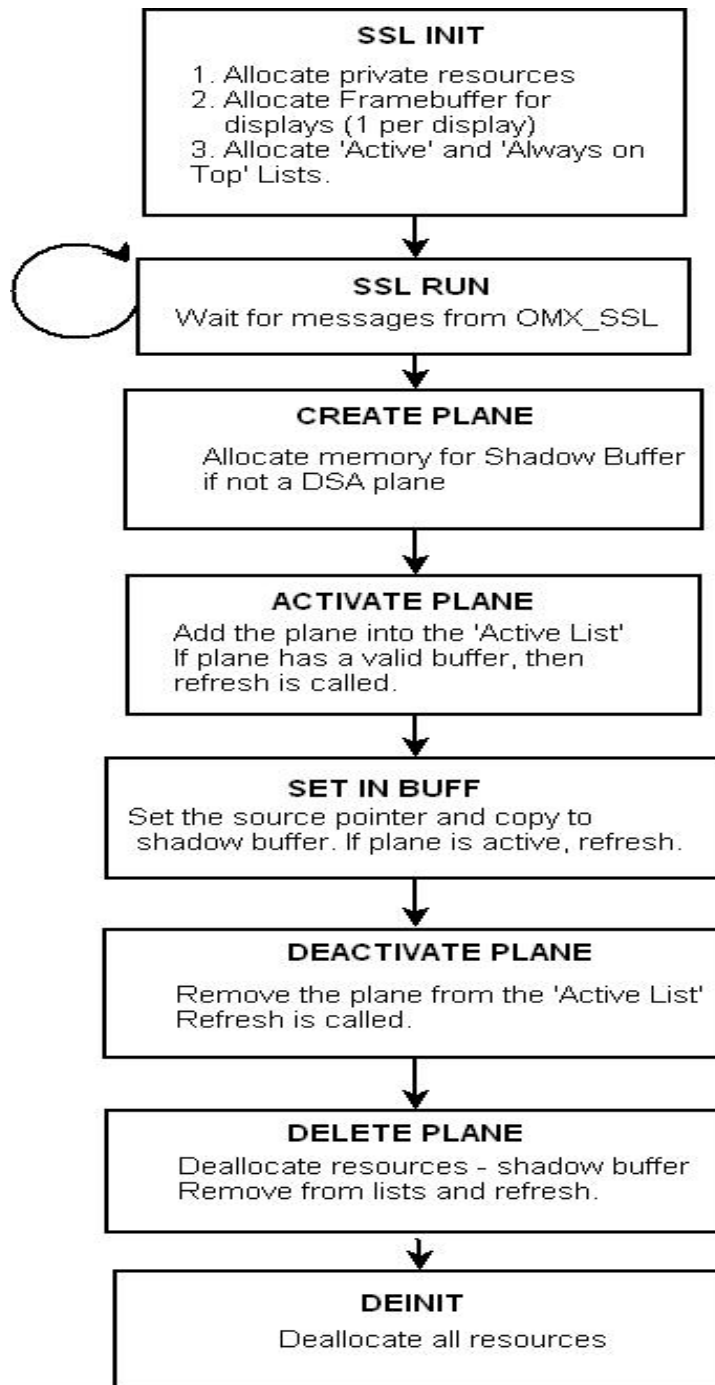 SSL INIT
1. Allocate private resources
2. Allocate Framebuffer for
displays (1 per display)
3. Allocate 'Active' and 'Always on
Top' Lists.
SSL RUN
Wait for messages from OMX_SSL
CREATE PLANE
Allocate memory for Shadow Buffer
if not a DSA plane
ACTIVATE PLANE
Add the plane into the 'Active List'
If plane has a valid buffer, then
refresh is called.
SET IN BUFF
Set the source pointer and copy to
shadow buffer. If plane is active, refresh.
DEACTIVATE PLANE
Remove the plane from the 'Active List'
Refresh is called.
DELETE PLANE
Deallocate resources - shadow buffer
Remove from lists and refresh.
DEINIT
Deallocate all resources